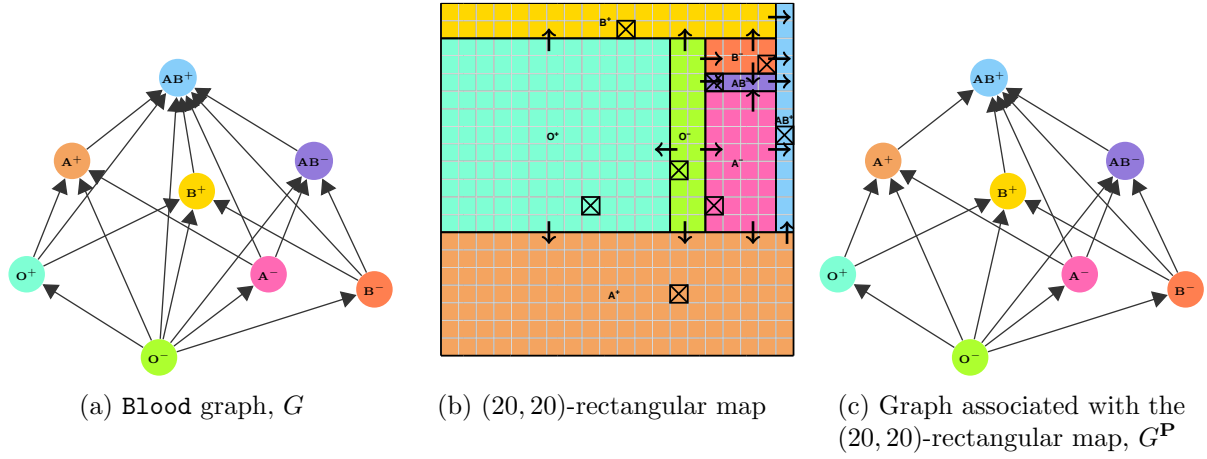 AB⁺
A⁺
AB⁻
B⁺
O⁺
A⁻
B⁻
O⁻
(a) Blood graph, G
B⁺
B⁻
AB⁻
AB⁺
O⁺
O⁻
A⁻
A⁺
(b) (20, 20)-rectangular map
AB⁺
A⁺
AB⁻
B⁺
O⁺
A⁻
B⁻
O⁻
(c) Graph associated with the
(20, 20)-rectangular map, Gᴾ